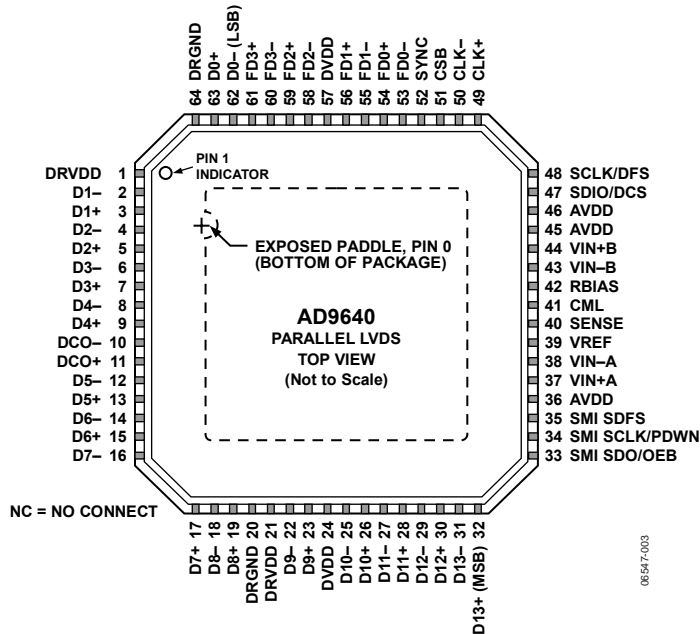 64 DRGND
63 D0+
62 D0– (LSB)
61 FD3+
60 FD3–
59 FD2+
58 FD2–
57 DVDD
56 FD1+
55 FD1–
54 FD0+
53 FD0–
52 SYNC
51 CSB
50 CLK–
49 CLK+
PIN 1
INDICATOR
DRVDD 1
D1– 2
D1+ 3
D2– 4
D2+ 5
D3– 6
D3+ 7
D4– 8
D4+ 9
DCO– 10
DCO+ 11
D5– 12
D5+ 13
D6– 14
D6+ 15
D7– 16
EXPOSED PADDLE, PIN 0
(BOTTOM OF PACKAGE)
AD9640
PARALLEL LVDS
TOP VIEW
(Not to Scale)
48 SCLK/DFS
47 SDIO/DCS
46 AVDD
45 AVDD
44 VIN+B
43 VIN–B
42 RBIAS
41 CML
40 SENSE
39 VREF
38 VIN–A
37 VIN+A
36 AVDD
35 SMI SDFS
34 SMI SCLK/PDWN
33 SMI SDO/OEB
NC = NO CONNECT
D7+ 17
D8– 18
D8+ 19
DRGND 20
DRVDD 21
D9– 22
D9+ 23
DVDD 24
D10– 25
D10+ 26
D11– 27
D11+ 28
D12– 29
D12+ 30
D13– 31
D13+ (MSB) 32
06547-003